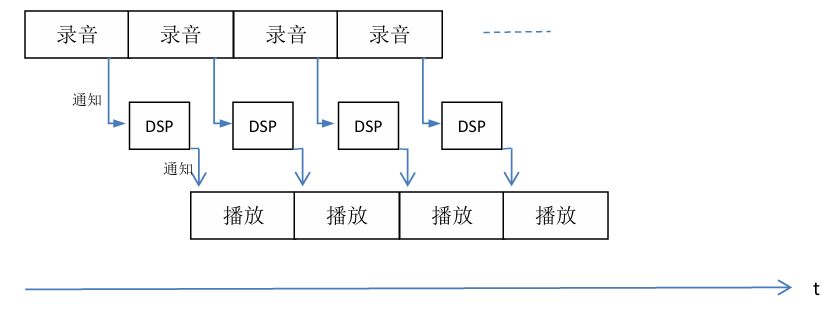 录音 录音 录音 录音
通知
DSP DSP DSP DSP
通知
播放 播放 播放 播放
t